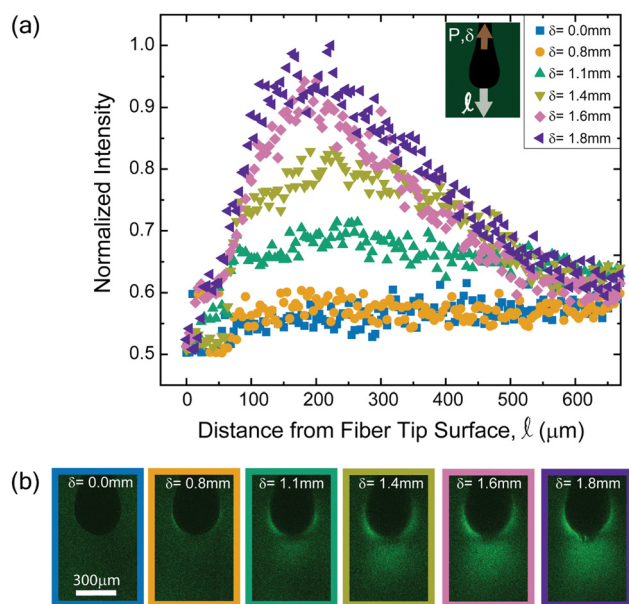 (a)
P,δ
ℓ
δ= 0.0mm
δ= 0.8mm
δ= 1.1mm
δ= 1.4mm
δ= 1.6mm
δ= 1.8mm
Normalized Intensity
1.0
0.9
0.8
0.7
0.6
0.5
0 100 200 300 400 500 600
Distance from Fiber Tip Surface, ℓ (μm)
(b)
δ= 0.0mm δ= 0.8mm δ= 1.1mm δ= 1.4mm δ= 1.6mm δ= 1.8mm
300μm